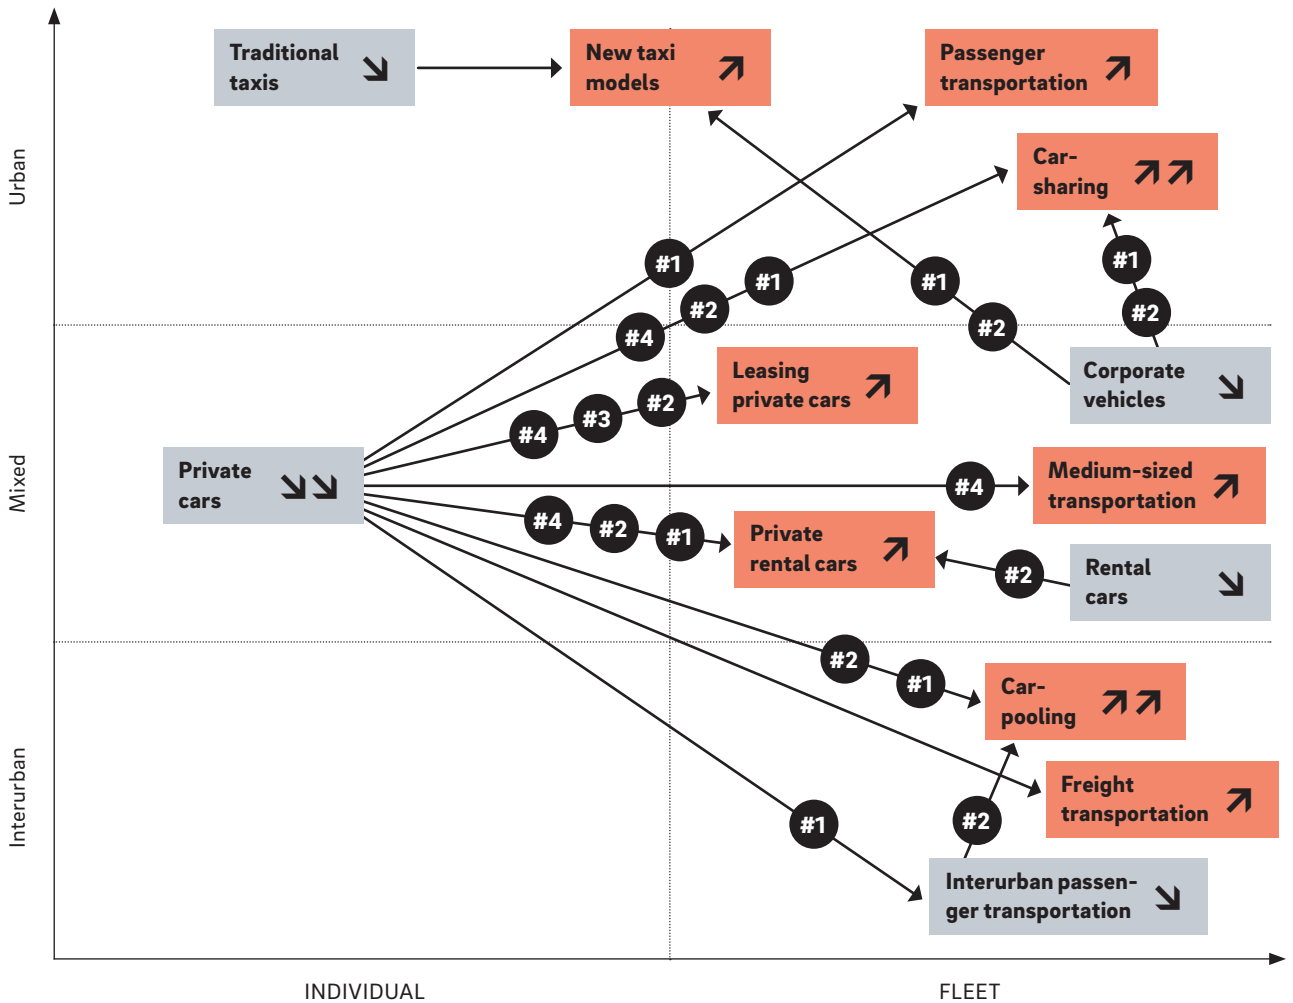 Traditional
taxis
New taxi
models
Passenger
transportation
Car-
sharing
Urban
#1
#1
#1
#1
#2
#2
#2
#4
Leasing
private cars
Corporate
vehicles
#2
#3
#4
Mixed
Private
cars
#4
Medium-sized
transportation
#4
#2
#1
Private
rental cars
#2
Rental
cars
#2
#1
Car-
pooling
Interurban
Freight
transportation
#1
#2
Interurban passen-
ger transportation
INDIVIDUAL
FLEET